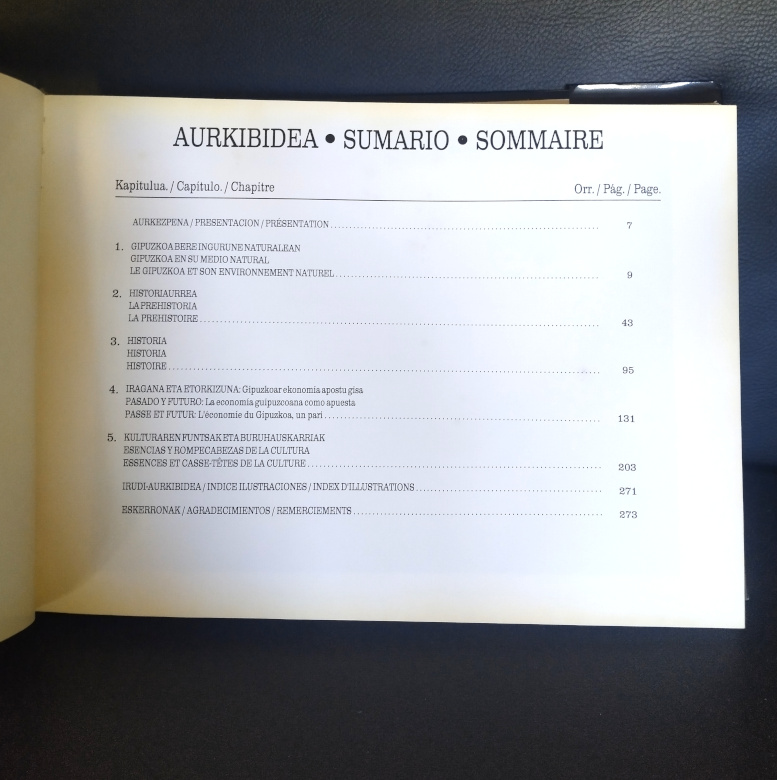 AURKIBIDEA • SUMARIO • SOMMAIRE
Kapítulua. / Capítulo. / Chapitre Orr. / Pág. / Page.
AURKEZPENA / PRESENTACION / PRÉSENTATION 7
1. GIPUZKOA BERE INGURUNE NATURALEAN
GIPUZKOA EN SU MEDIO NATURAL
LE GIPUZKOA ET SON ENVIRONNEMENT NATUREL 9
2. HISTORIAURREA
LA PREHISTORIA
LA PREHISTOIRE 43
3. HISTORIA
HISTORIA
HISTOIRE 95
4. IRAGANA ETA ETORKIZUNA: Gipuzkoar ekonomia apostu gisa
PASADO Y FUTURO: La economía guipuzcoana como apuesta
PASSE ET FUTUR: L'économie du Gipuzkoa, un pari 131
5. KULTURAREN FUNTSAK ETA BURUHAUSKARRIAK
ESENCIAS Y ROMPECABEZAS DE LA CULTURA
ESSENCES ET CASSE-TÊTES DE LA CULTURE 203
IRUDI-AURKIBIDEA / INDICE ILUSTRACIONES / INDEX D'ILLUSTRATIONS 271
ESKERRONAK / AGRADECIMIENTOS / REMERCIEMENTS 273